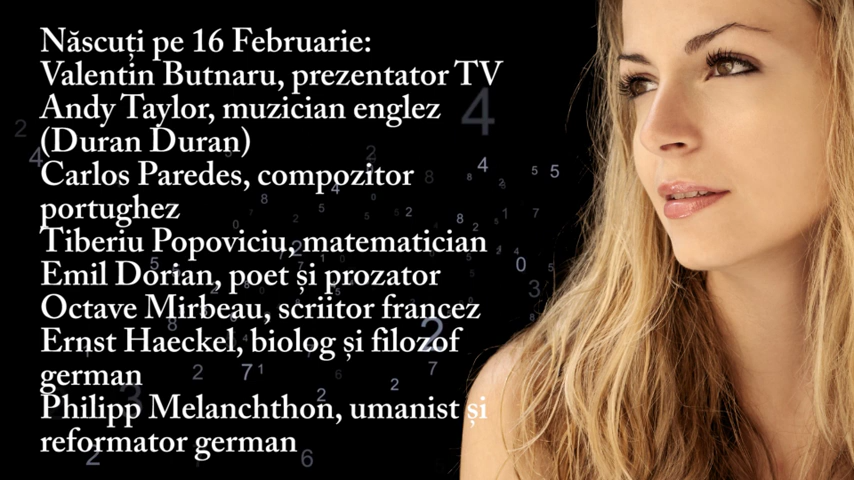 Născuți pe 16 Februarie:
Valentin Butnaru, prezentator TV
Andy Taylor, muzician englez
(Duran Duran)
Carlos Paredes, compozitor
portughez
Tiberiu Popoviciu, matematician
Emil Dorian, poet și prozator
Octave Mirbeau, scriitor francez
Ernst Haeckel, biolog și filozof
german
Philipp Melanchthon, umanist și
reformator german